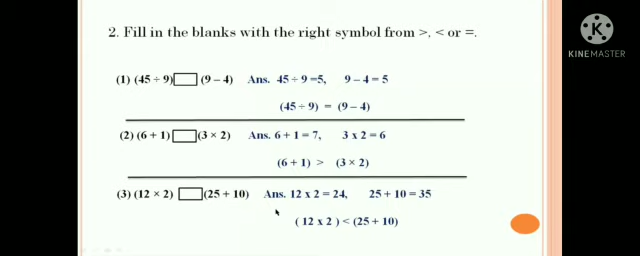 2. Fill in the blanks with the right symbol from >, < or =.
K
KINEMASTER
(1) (45 ÷ 9) (9 – 4) Ans. 45 ÷ 9 =5, 9 – 4 = 5
(45 ÷ 9) = (9 – 4)
(2) (6 + 1) (3 × 2) Ans. 6 + 1 = 7, 3 x 2 = 6
(6 + 1) > (3 × 2)
(3) (12 × 2) (25 + 10) Ans. 12 x 2 = 24, 25 + 10 = 35
( 12 x 2 ) < (25 + 10)